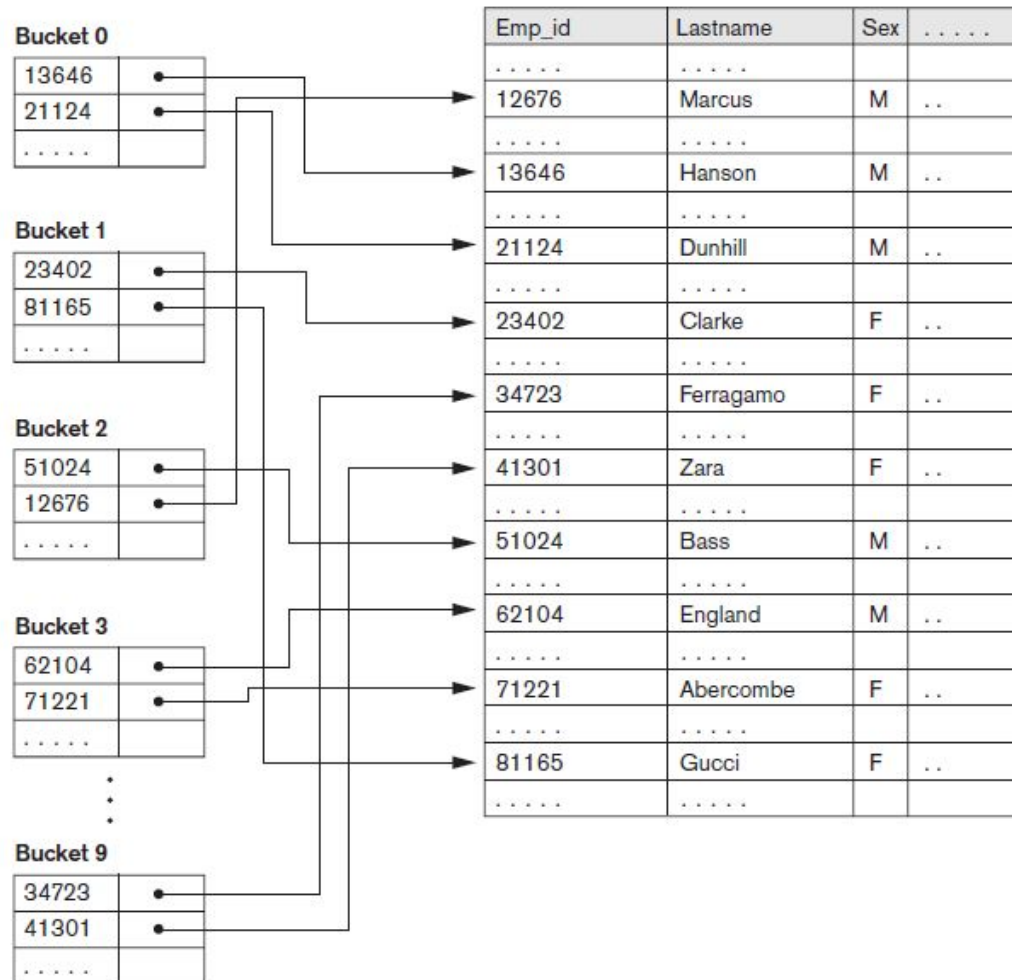 Bucket 0
13646
21124
. . . . .
Bucket 1
23402
81165
. . . . .
Bucket 2
51024
12676
. . . . .
Bucket 3
62104
71221
. . . . .
Bucket 9
34723
41301
. . . . .
Emp_id Lastname Sex . . . . .
. . . . . . . . . .
12676 Marcus M . .
. . . . . . . . . .
13646 Hanson M . .
. . . . . . . . . .
21124 Dunhill M . .
. . . . . . . . . .
23402 Clarke F . .
. . . . . . . . . .
34723 Ferragamo F . .
. . . . . . . . . .
41301 Zara F . .
. . . . . . . . . .
51024 Bass M . .
. . . . . . . . . .
62104 England M . .
. . . . . . . . . .
71221 Abercombe F . .
. . . . . . . . . .
81165 Gucci F . .
. . . . . . . . . .